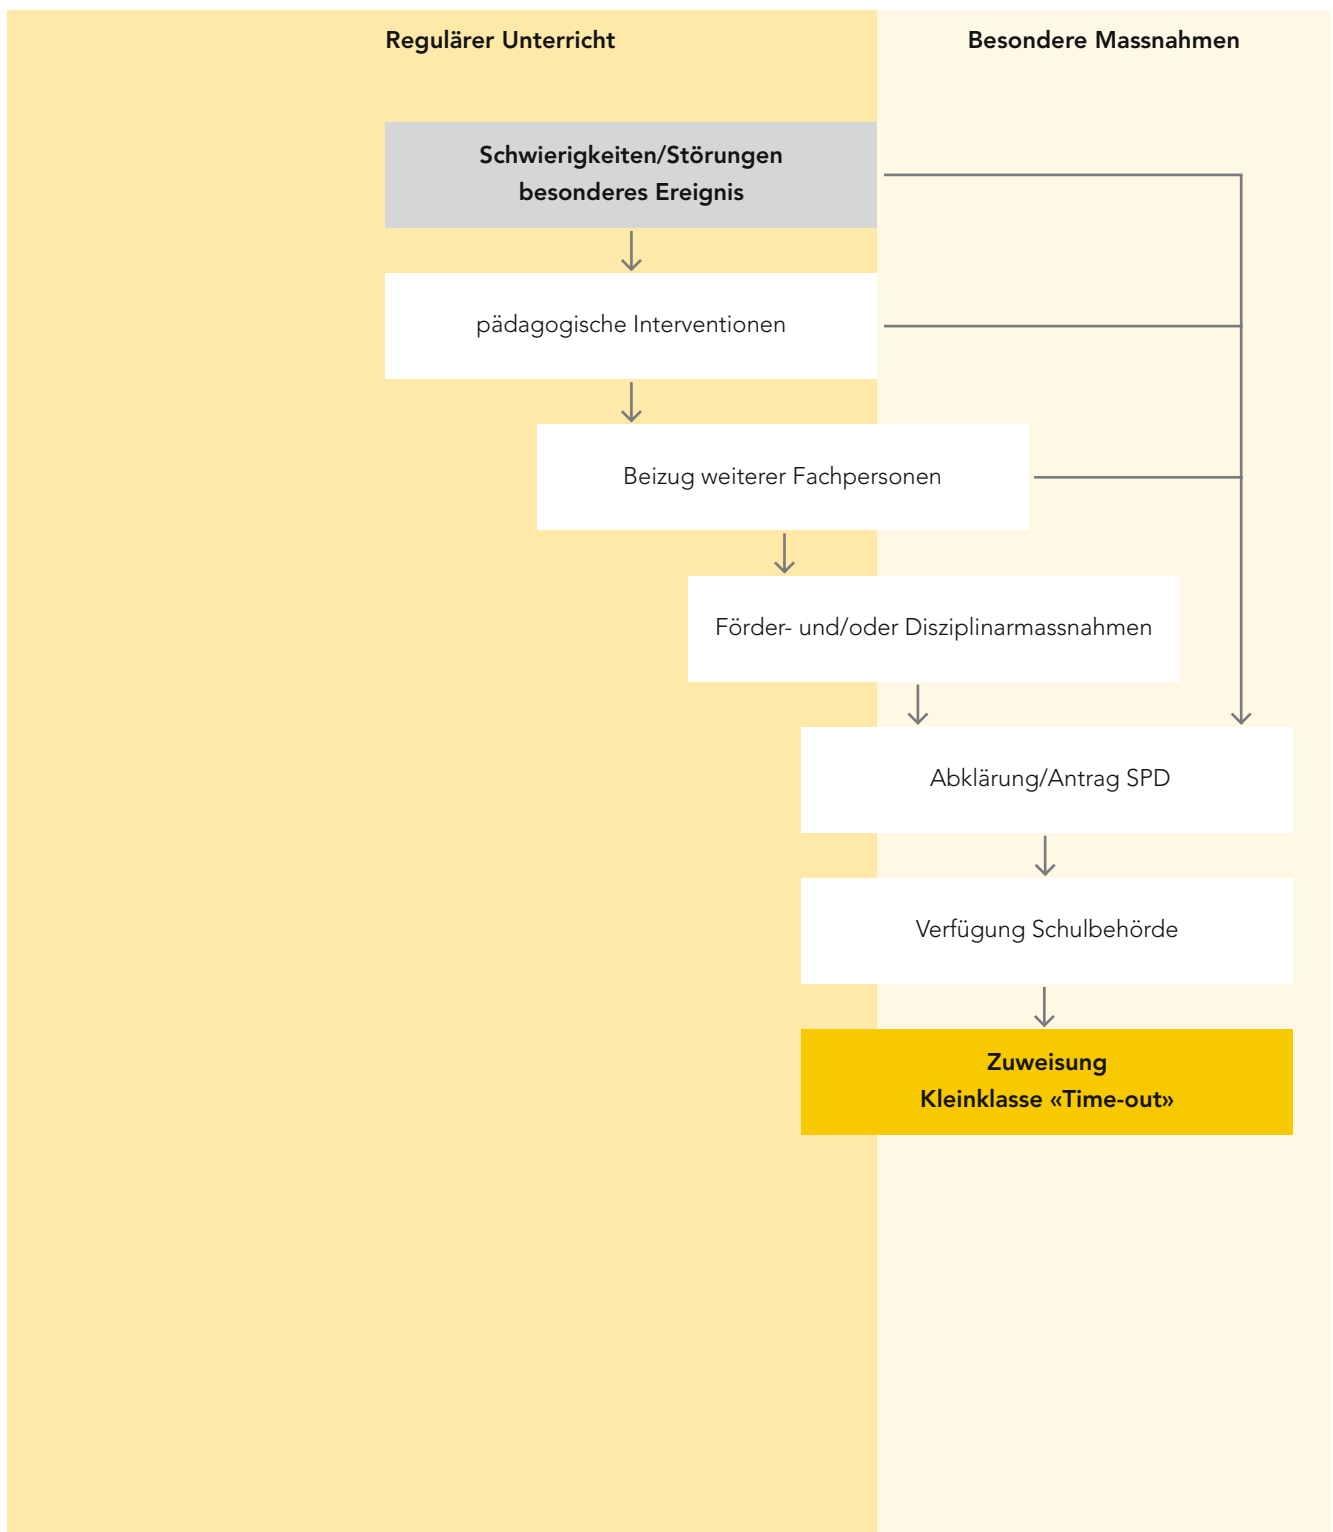 Regulärer Unterricht
Besondere Massnahmen
Schwierigkeiten/Störungen
besonderes Ereignis
pädagogische Interventionen
Beizug weiterer Fachpersonen
Förder- und/oder Disziplinarmassnahmen
Abklärung/Antrag SPD
Verfügung Schulbehörde
Zuweisung
Kleinklasse «Time-out»